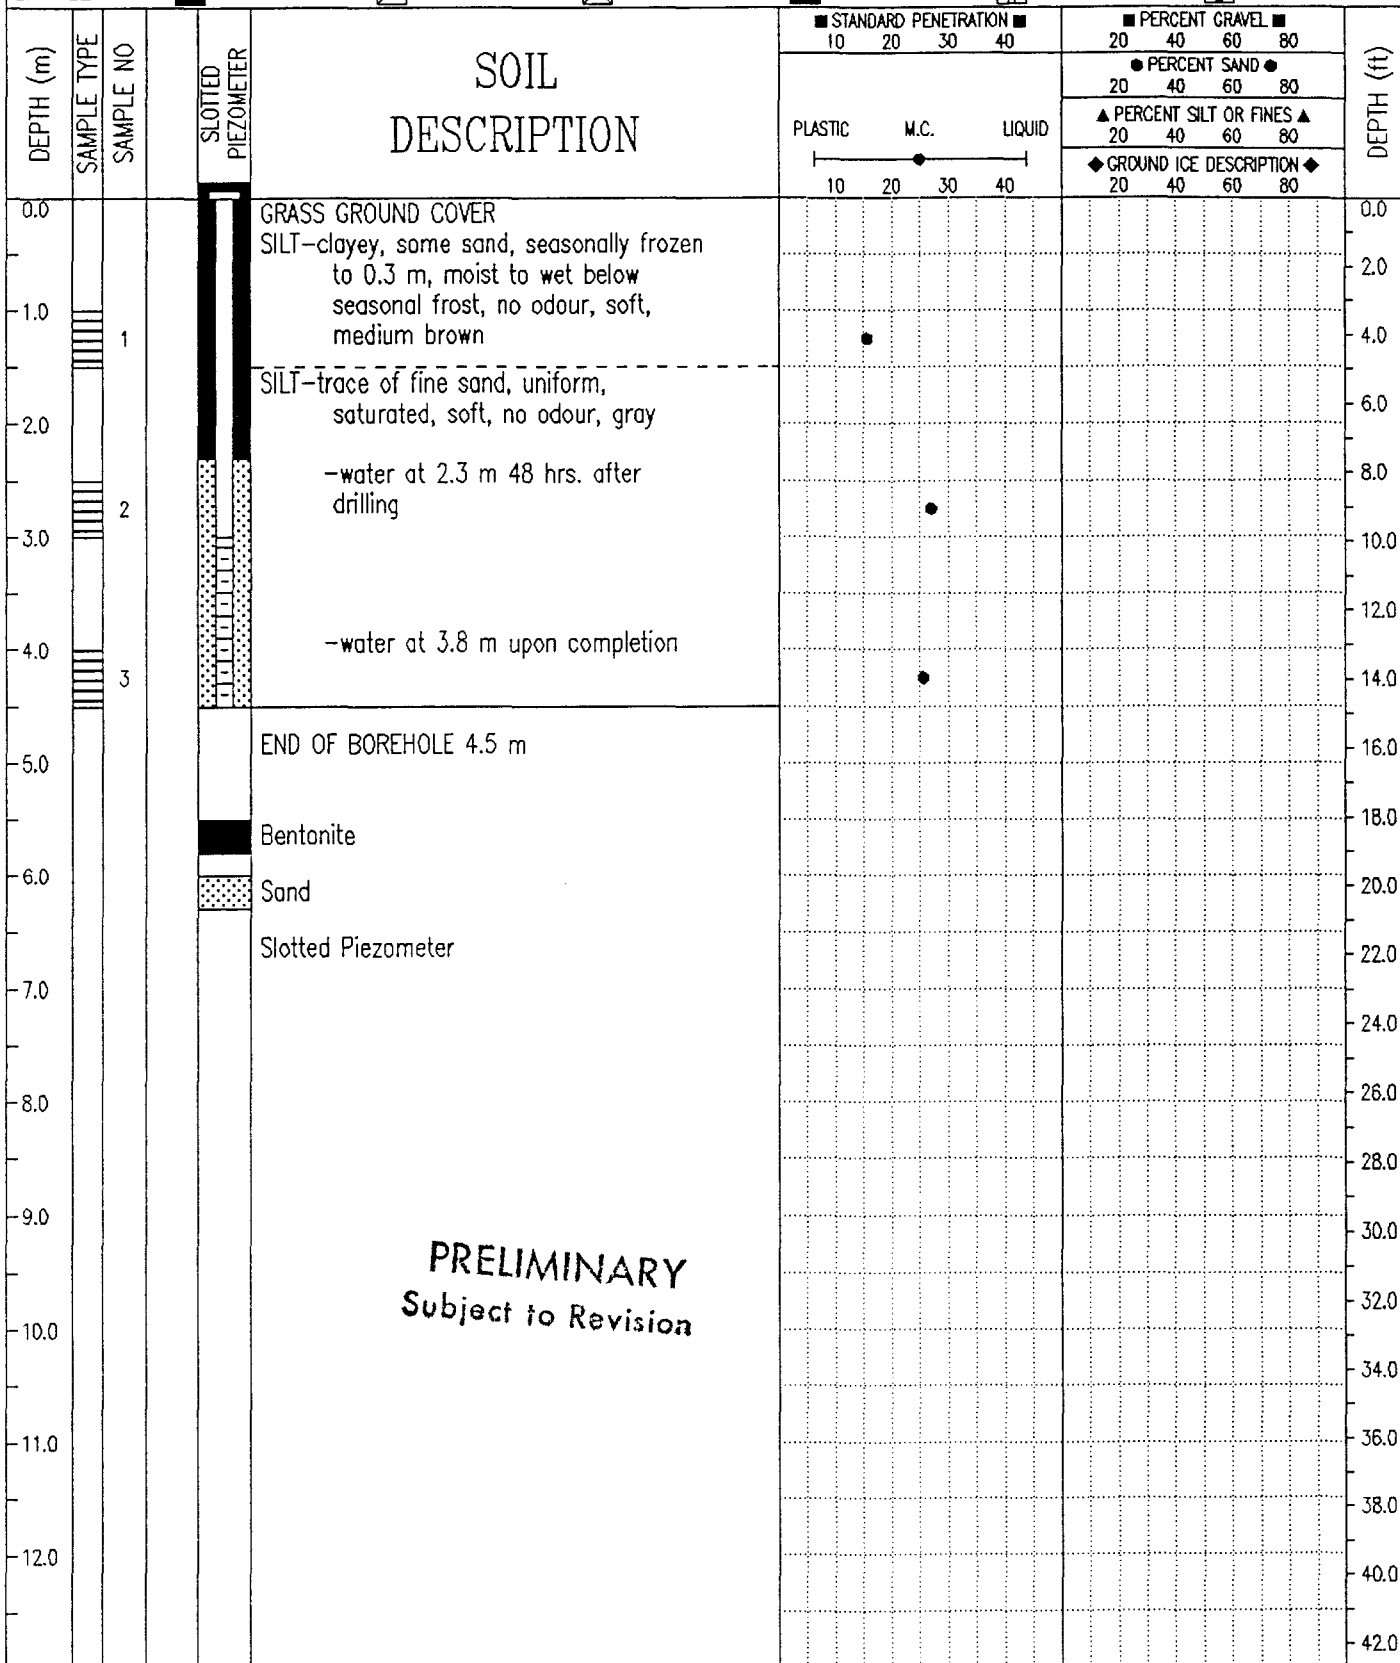 DEPTH (m)
SAMPLE TYPE
SAMPLE NO
SLOTTED
PIEZOMETER
SOIL
DESCRIPTION
■ STANDARD PENETRATION ■
10 20 30 40
PLASTIC M.C. LIQUID
10 20 30 40
■ PERCENT GRAVEL ■
20 40 60 80
● PERCENT SAND ●
20 40 60 80
▲ PERCENT SILT OR FINES ▲
20 40 60 80
◆ GROUND ICE DESCRIPTION ◆
20 40 60 80
DEPTH (ft)
0.0
1.0
2.0
3.0
4.0
5.0
6.0
7.0
8.0
9.0
10.0
11.0
12.0
1
2
3
GRASS GROUND COVER
SILT-clayey, some sand, seasonally frozen
to 0.3 m, moist to wet below
seasonal frost, no odour, soft,
medium brown
SILT-trace of fine sand, uniform,
saturated, soft, no odour, gray
-water at 2.3 m 48 hrs. after
drilling
-water at 3.8 m upon completion
END OF BOREHOLE 4.5 m
Bentonite
Sand
Slotted Piezometer
PRELIMINARY
Subject to Revision
0.0
2.0
4.0
6.0
8.0
10.0
12.0
14.0
16.0
18.0
20.0
22.0
24.0
26.0
28.0
30.0
32.0
34.0
36.0
38.0
40.0
42.0